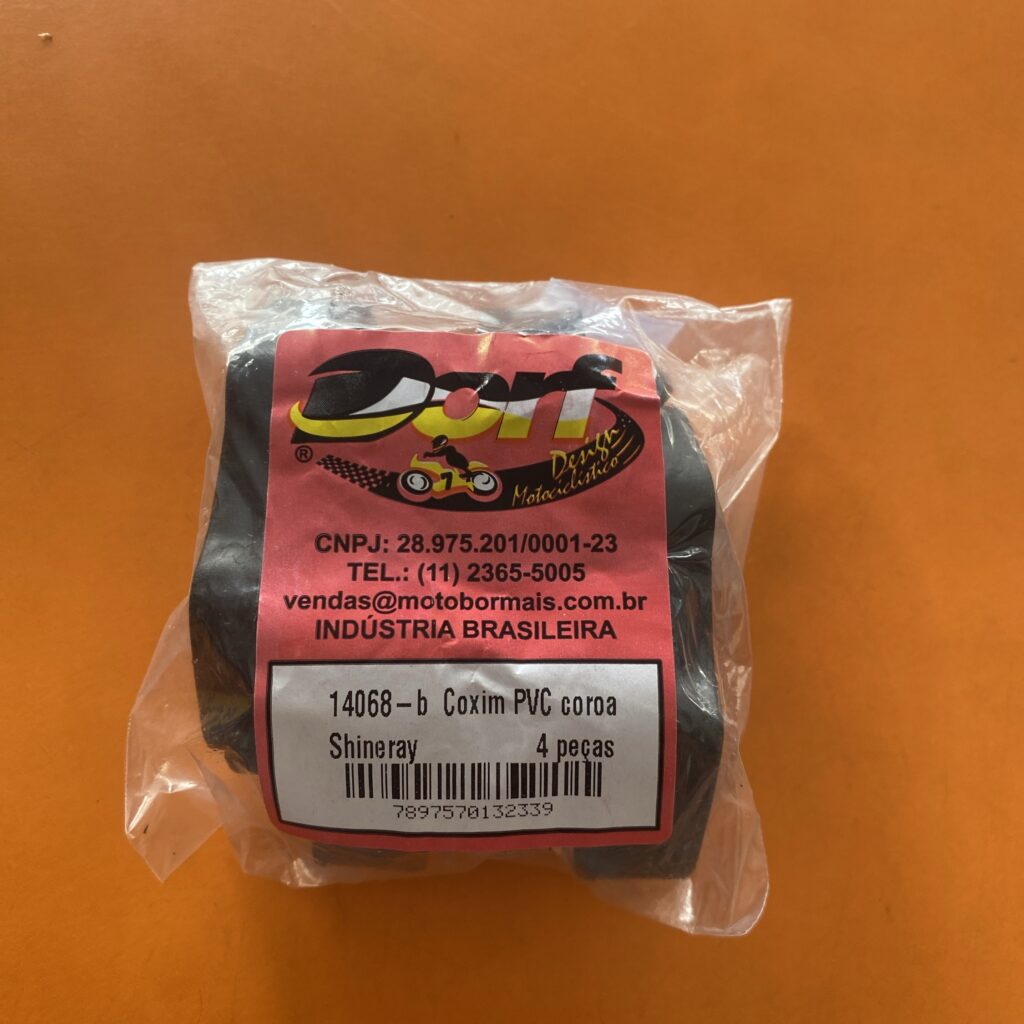 Dorf
®
7
Design
Motociclístico
CNPJ: 28.975.201/0001-23
TEL.: (11) 2365-5005
vendas@motobormais.com.br
INDÚSTRIA BRASILEIRA
14068-b Coxim PVC coroa
Shineray 4 peças
7897570132339